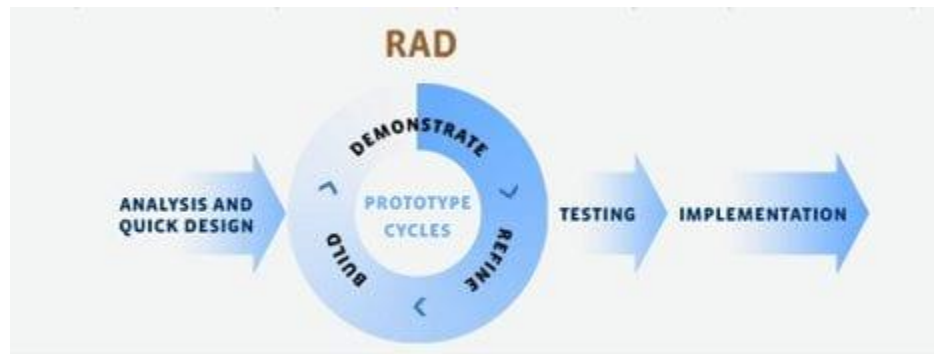 RAD
ANALYSIS AND
QUICK DESIGN
DEMONSTRATE
REFINE
BUILD
PROTOTYPE
CYCLES
TESTING
IMPLEMENTATION